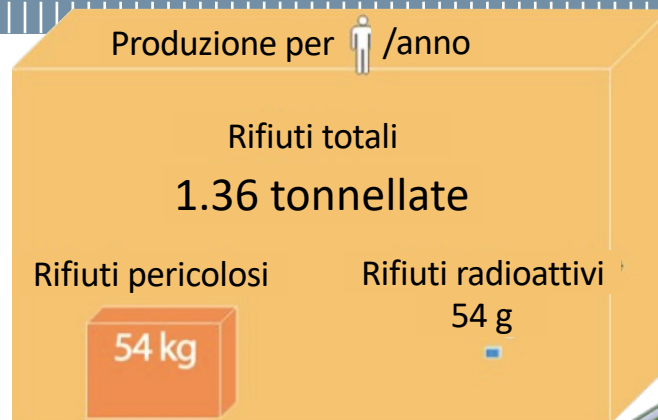 Produzione per /anno
Rifiuti totali
1.36 tonnellate
Rifiuti pericolosi
54 kg
Rifiuti radioattivi
54 g